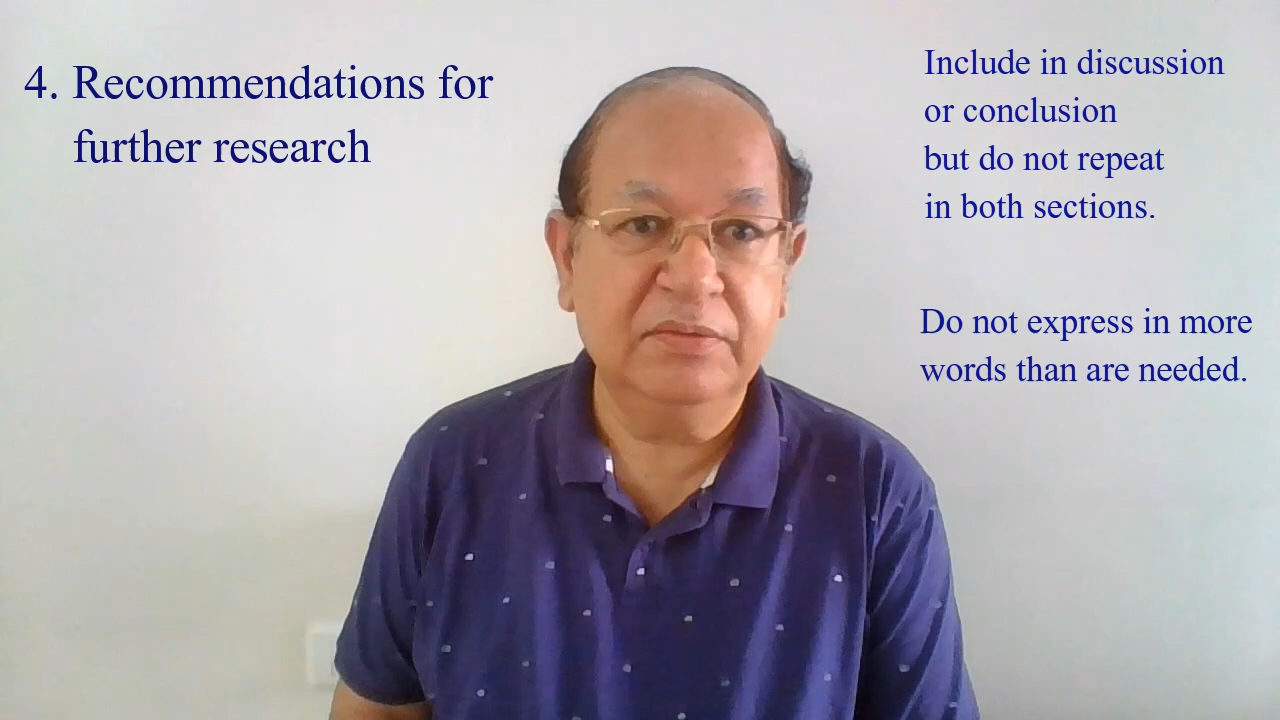 4. Recommendations for
further research
Include in discussion
or conclusion
but do not repeat
in both sections.
Do not express in more
words than are needed.